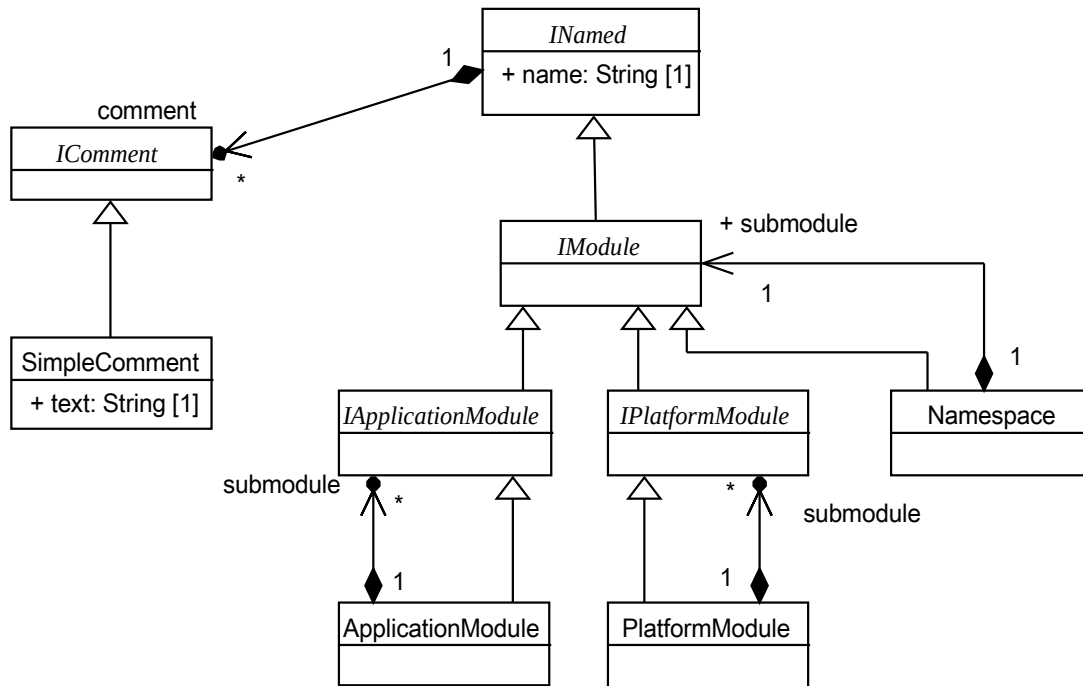 INamed
1
+ name: String [1]
comment
IComment
*
+ submodule
IModule
1
SimpleComment
1
+ text: String [1]
IApplicationModule
IPlatformModule
Namespace
submodule
*
*
submodule
1
1
ApplicationModule
PlatformModule